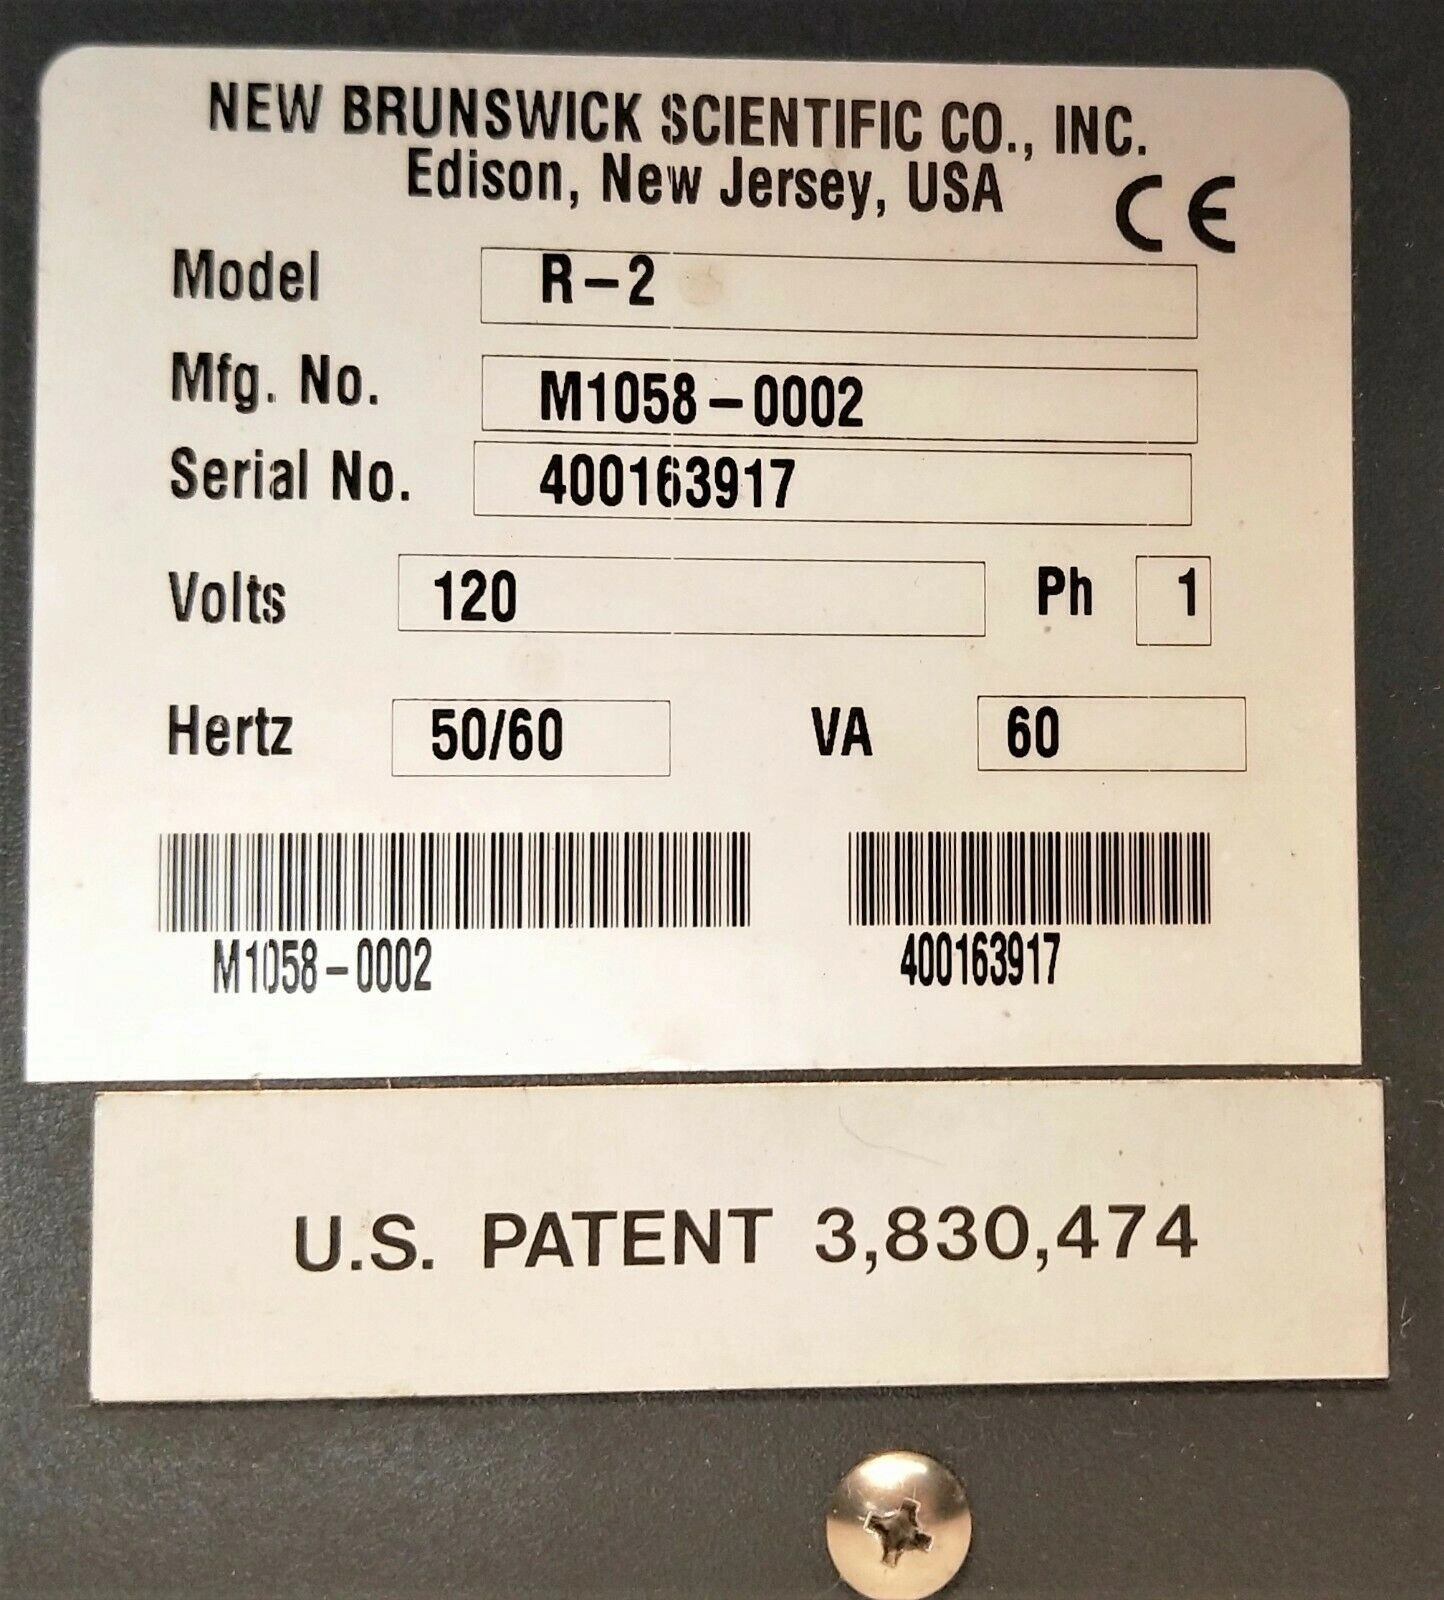 NEW BRUNSWICK SCIENTIFIC CO., INC.
Edison, New Jersey, USA
CE
Model R-2
Mfg. No. M1058-0002
Serial No. 400163917
Volts 120 Ph 1
Hertz 50/60 VA 60
M1058-0002 400163917
U.S. PATENT 3,830,474